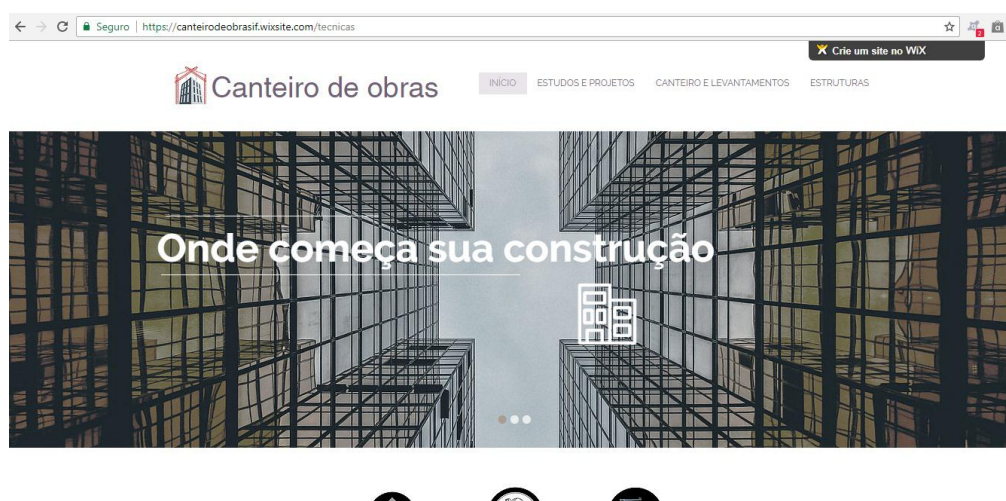 Seguro | https://canteirodeobrasif.wixsite.com/tecnicas
2
Crie um site no WiX
Canteiro de obras
INÍCIO ESTUDOS E PROJETOS CANTEIRO E LEVANTAMENTOS ESTRUTURAS
Onde começa sua construção